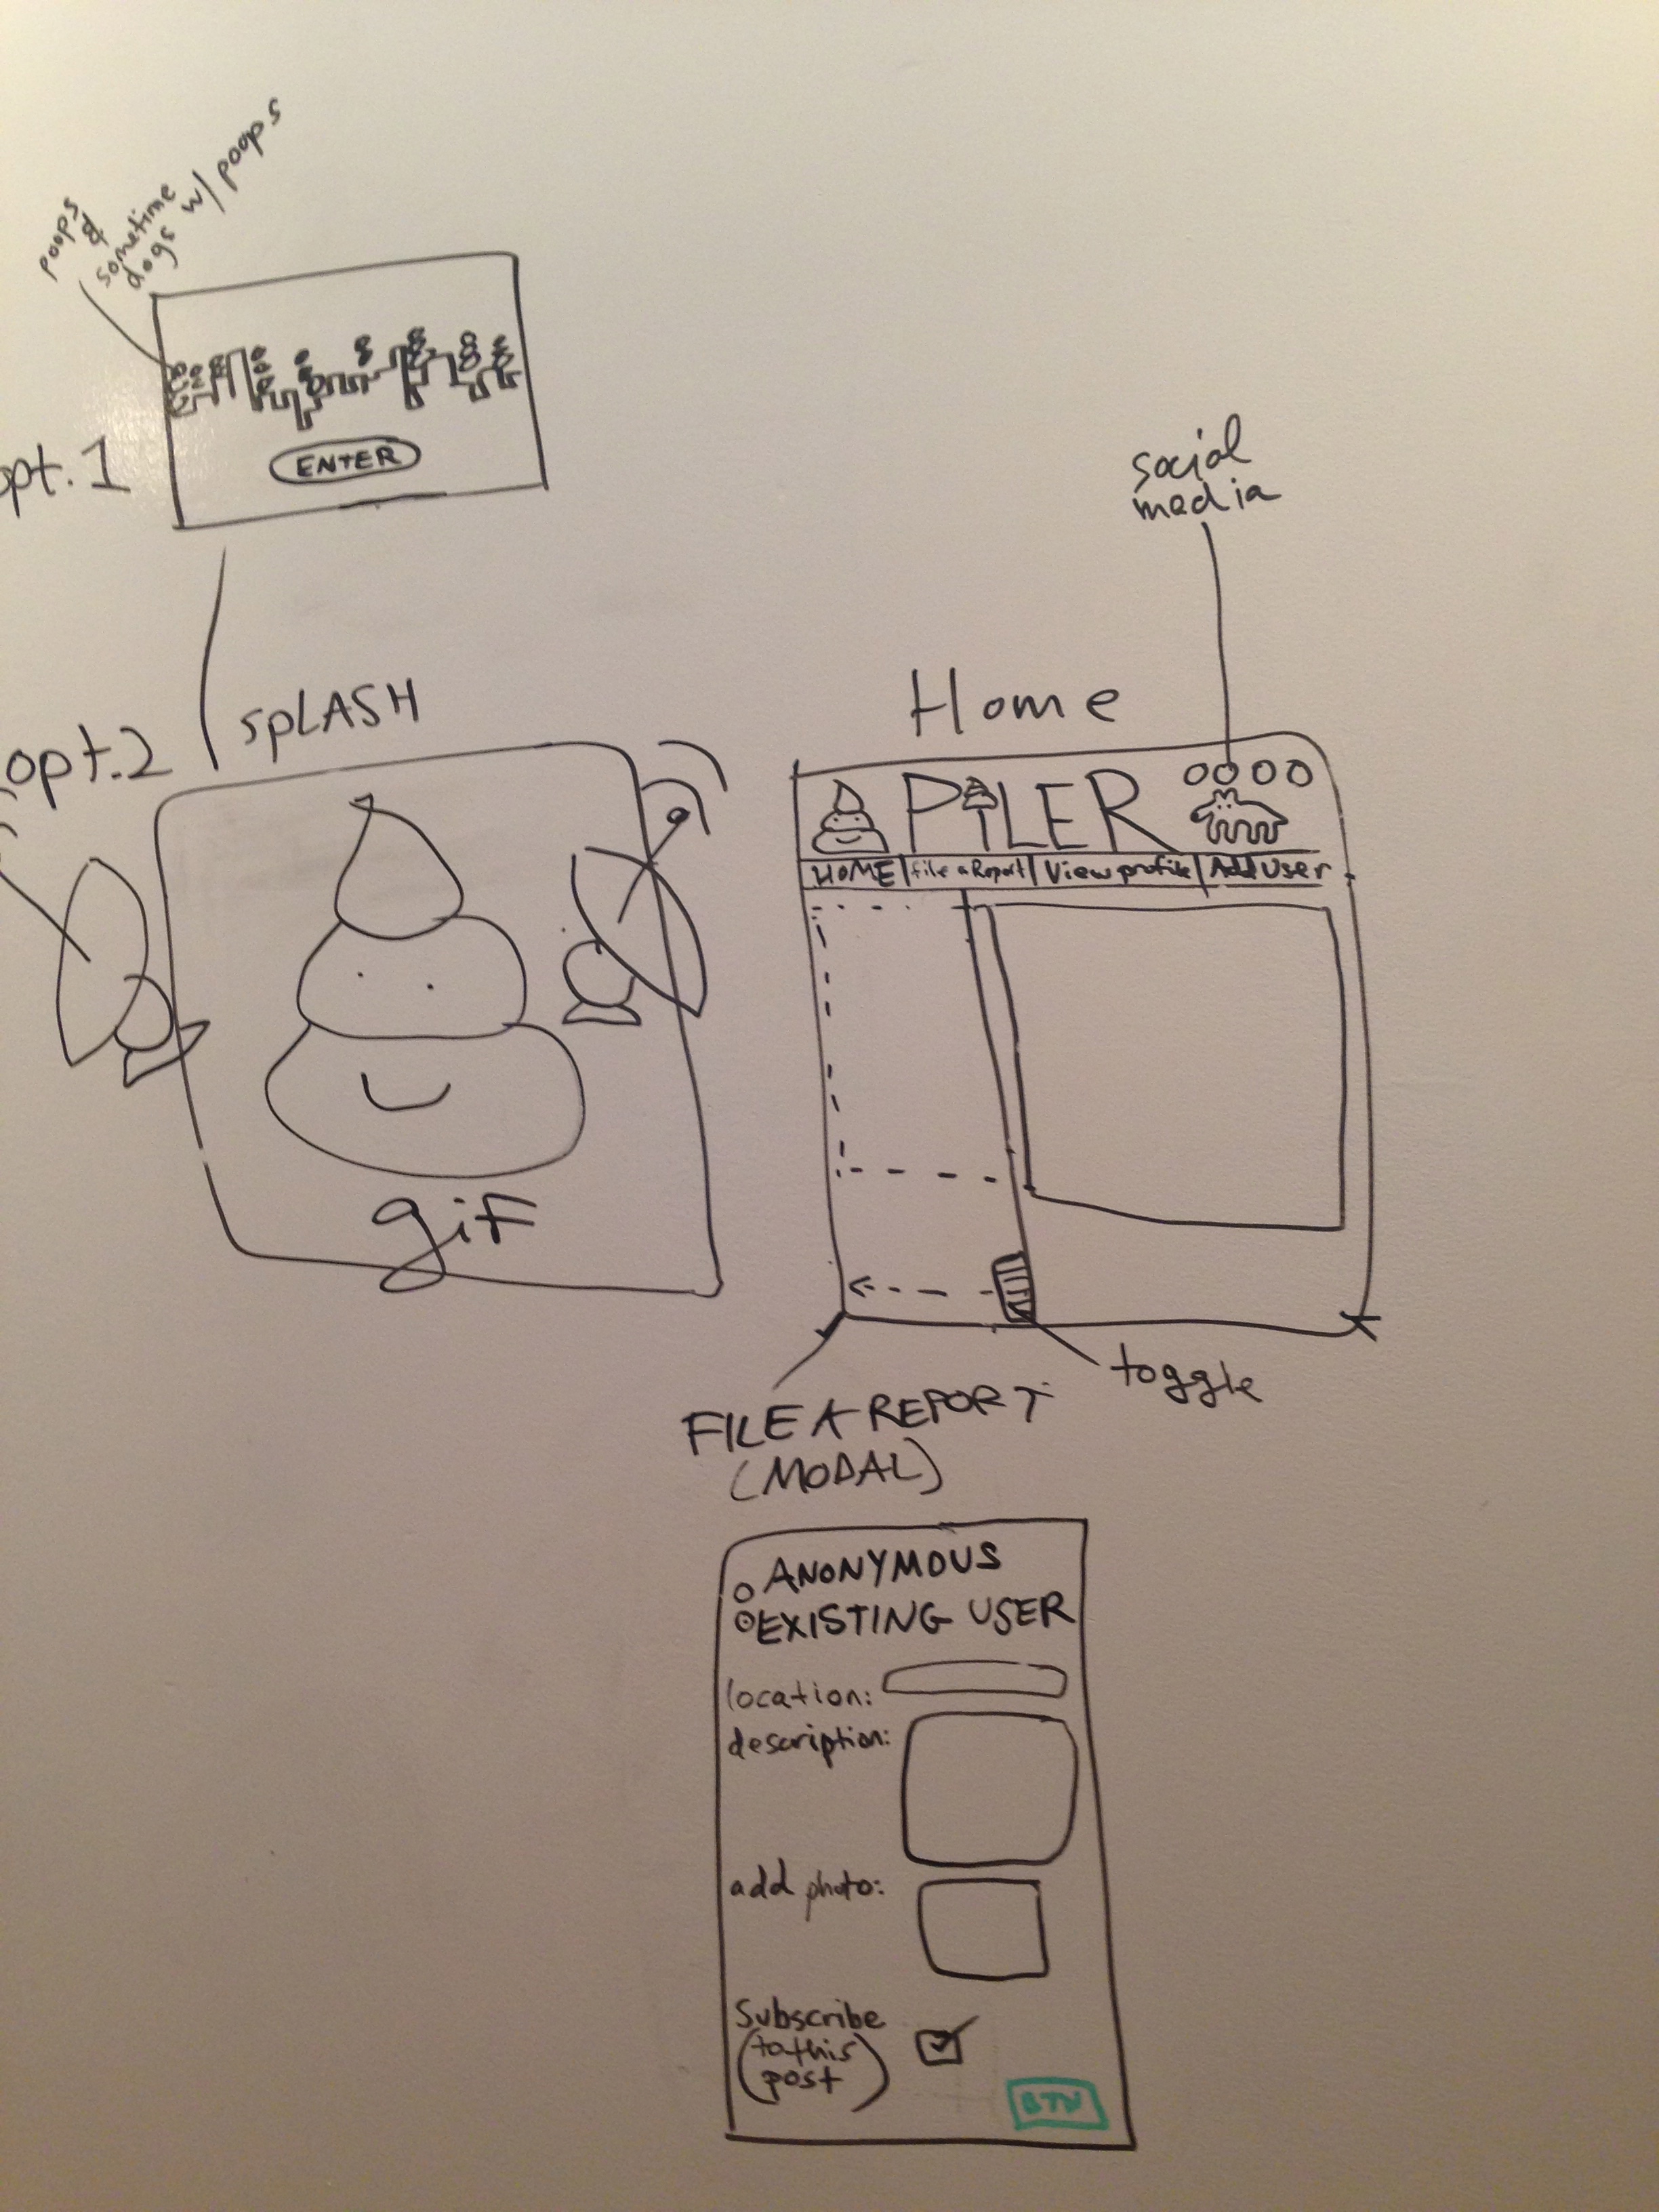 poops
&
sometime
dogs w/ poops
opt.1
ENTER
opt.2
SPLASH
gif
social
media
Home
PiLER
HOME | file a Report | View profile | Add User
toggle
FILE A REPORT
(MODAL)
ANONYMOUS
EXISTING USER
location:
description:
add photo:
Subscribe
(to this
post)
BTN